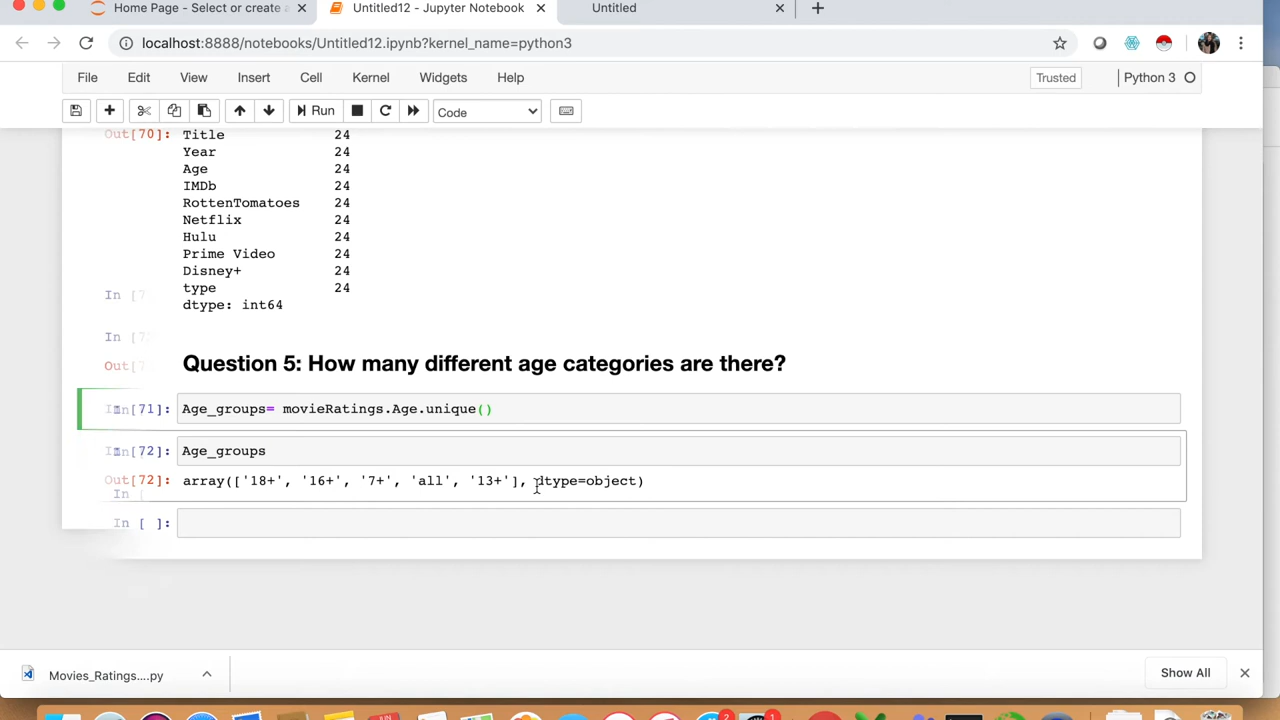 Home Page - Select or create a
Untitled12 - Jupyter Notebook
Untitled
localhost:8888/notebooks/Untitled12.ipynb?kernel_name=python3
File Edit View Insert Cell Kernel Widgets Help
Trusted
Python 3
Run
Code
Out[70]: Title 24
Year 24
Age 24
IMDb 24
RottenTomatoes 24
Netflix 24
Hulu 24
Prime Video 24
Disney+ 24
type 24
dtype: int64
Question 5: How many different age categories are there?
In [71]: Age_groups= movieRatings.Age.unique()
In [72]: Age_groups
Out[72]: array(['18+', '16+', '7+', 'all', '13+'], dtype=object)
In [ ]:
Movies_Ratings....py
Show All